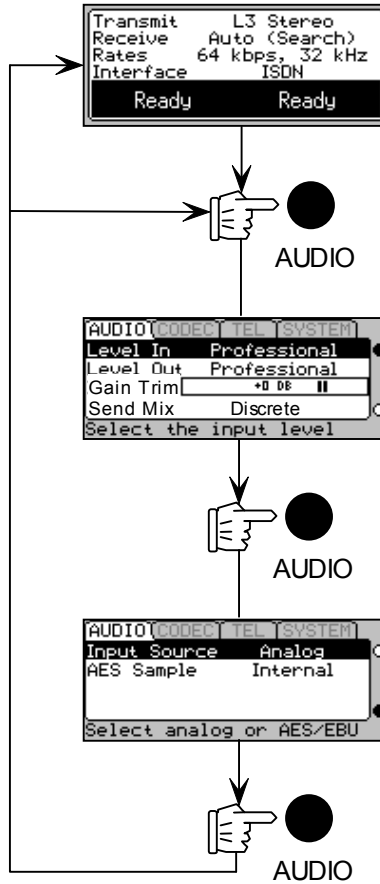 Transmit L3 Stereo
Receive Auto (Search)
Rates 64 kbps, 32 kHz
Interface ISDN
Ready Ready
AUDIO
AUDIO CODEC TEL SYSTEM
Level In Professional
Level Out Professional
Gain Trim +0 DB
Send Mix Discrete
Select the input level
AUDIO
AUDIO CODEC TEL SYSTEM
Input Source Analog
AES Sample Internal
Select analog or AES/EBU
AUDIO